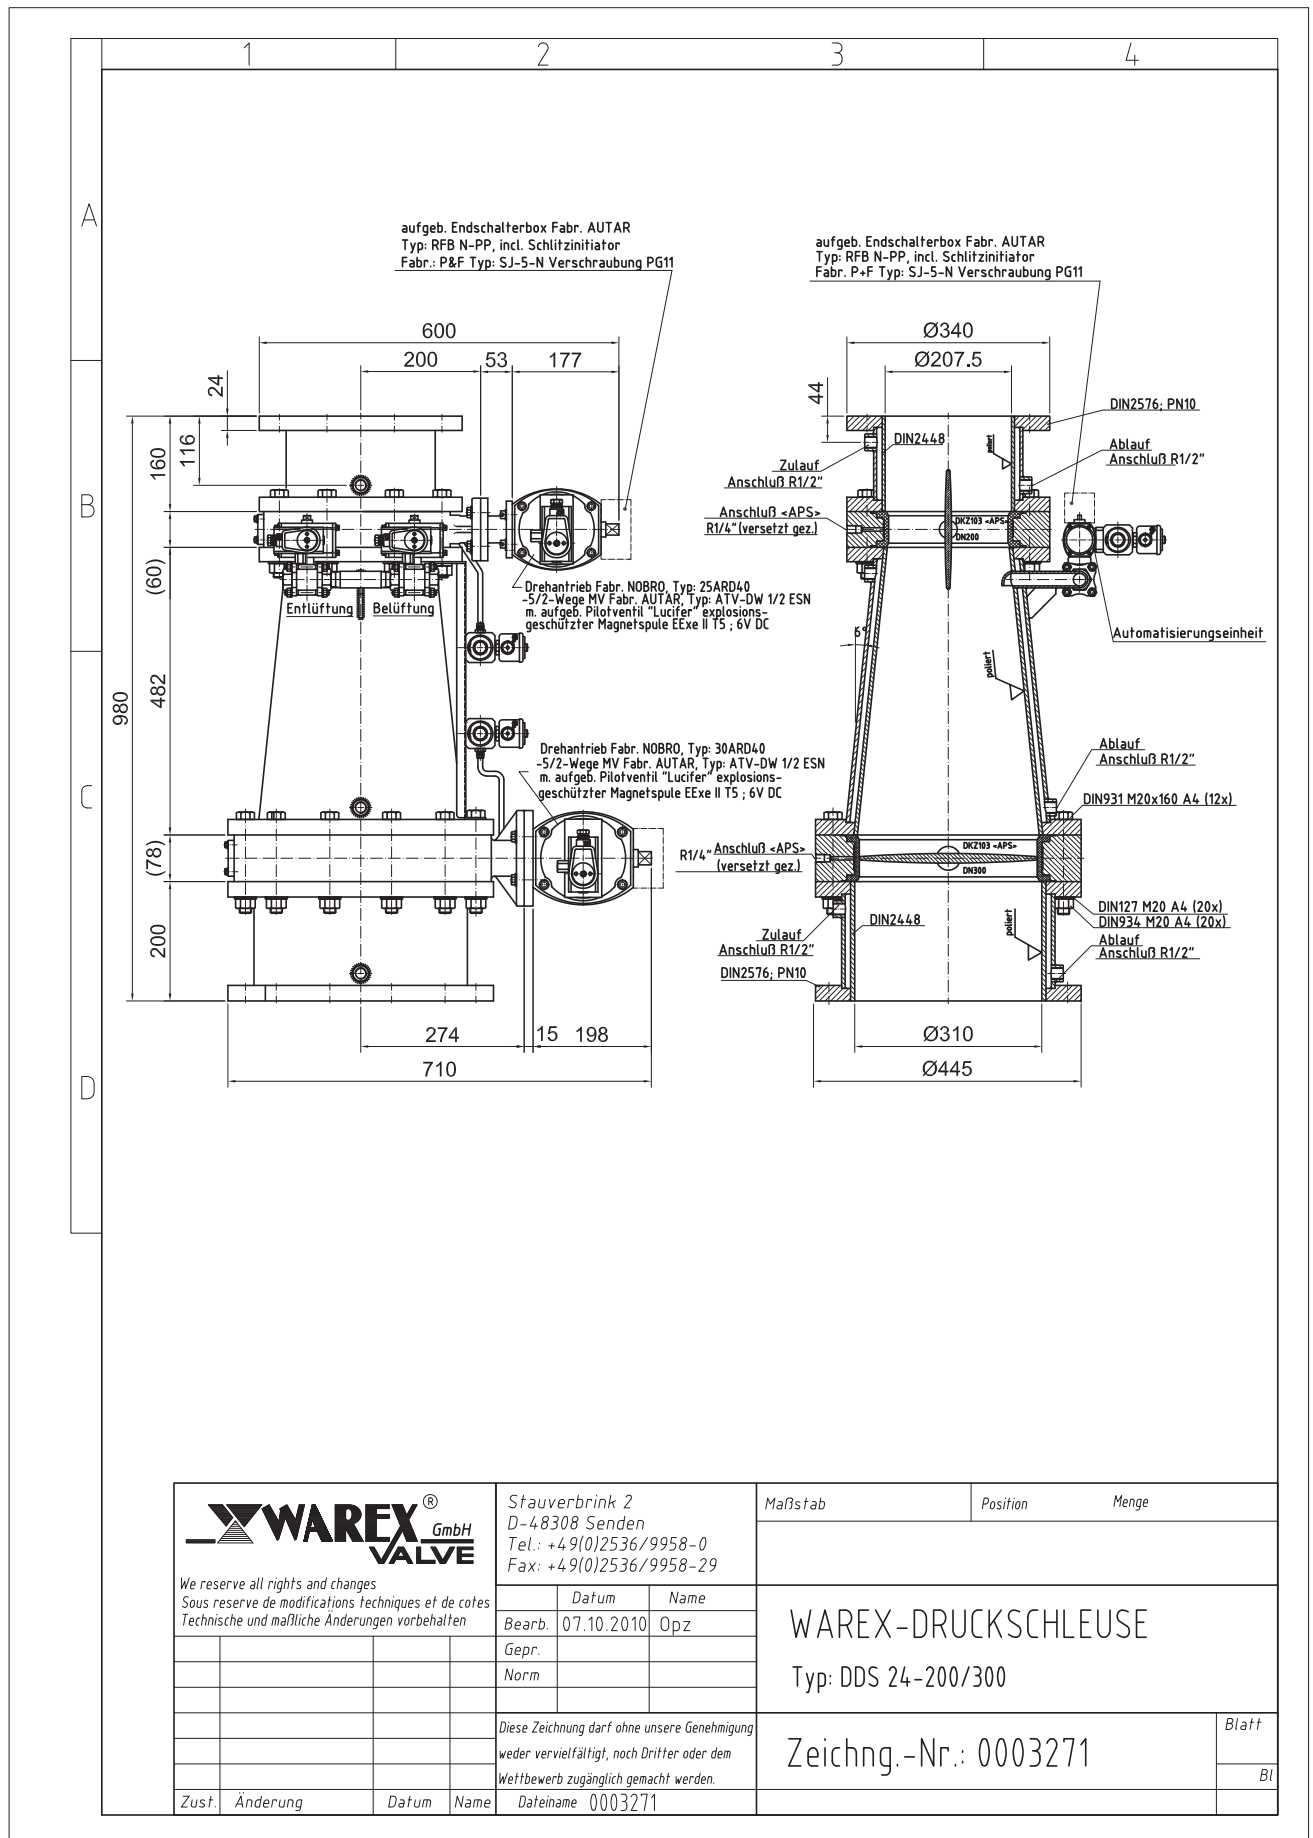 1
2
3
4
A
B
C
D
aufgeb. Endschalterbox Fabr. AUTAR
Typ: RFB N-PP, incl. Schlitzinitiator
Fabr.: P&F Typ: SJ-5-N Verschraubung PG11
600
200
53
177
24
116
160
(60)
482
980
(78)
200
Entlüftung
Belüftung
Drehantrieb Fabr. NOBRO, Typ: 25ARD40
-5/2-Wege MV Fabr. AUTAR, Typ: ATV-DW 1/2 ESN
m. aufgeb. Pilotventil "Lucifer" explosions-
geschützter Magnetspule EExe II T5 ; 6V DC
Drehantrieb Fabr. NOBRO, Typ: 30ARD40
-5/2-Wege MV Fabr. AUTAR, Typ: ATV-DW 1/2 ESN
m. aufgeb. Pilotventil "Lucifer" explosions-
geschützter Magnetspule EExe II T5 ; 6V DC
274
15
198
710
aufgeb. Endschalterbox Fabr. AUTAR
Typ: RFB N-PP, incl. Schlitzinitiator
Fabr. P+F Typ: SJ-5-N Verschraubung PG11
Ø340
Ø207.5
44
DIN2576; PN10
DIN2448
poliert
Zulauf
Anschluß R1/2"
Ablauf
Anschluß R1/2"
Anschluß <APS>
R1/4" (versetzt gez.)
DKZ103 <APS>
DN200
6°
Automatisierungseinheit
poliert
Ablauf
Anschluß R1/2"
DIN931 M20x160 A4 (12x)
R1/4" Anschluß <APS>
(versetzt gez.)
DKZ103 <APS>
DN300
DIN127 M20 A4 (20x)
DIN934 M20 A4 (20x)
Ablauf
Anschluß R1/2"
DIN2448
poliert
Zulauf
Anschluß R1/2"
DIN2576; PN10
Ø310
Ø445
WAREX ®
GmbH
VALVE
We reserve all rights and changes
Sous reserve de modifications techniques et de cotes
Technische und maßliche Änderungen vorbehalten
Stauverbrink 2
D-48308 Senden
Tel.: +49(0)2536/9958-0
Fax: +49(0)2536/9958-29
Datum Name
Bearb. 07.10.2010 Opz
Gepr.
Norm
Diese Zeichnung darf ohne unsere Genehmigung
weder vervielfältigt, noch Dritter oder dem
Wettbewerb zugänglich gemacht werden.
Zust. Änderung Datum Name
Dateiname 0003271
Maßstab
Position Menge
WAREX-DRUCKSCHLEUSE
Typ: DDS 24-200/300
Zeichng.-Nr.: 0003271
Blatt
Bl